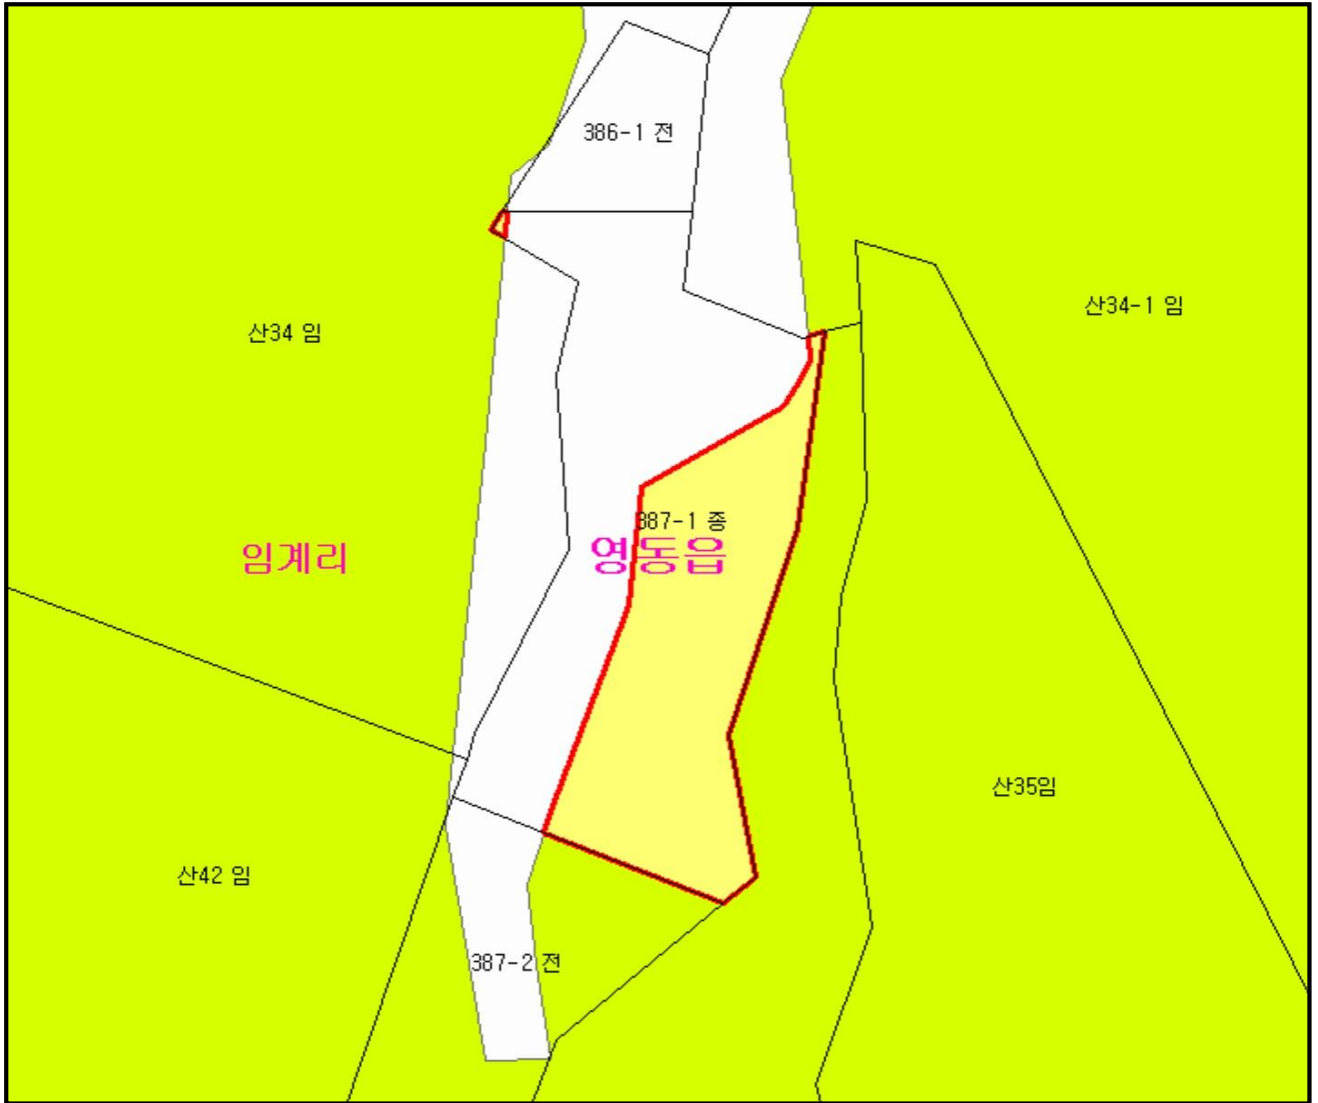 386-1 전
산34-1 임
산34 임
387-1 종
임계리
영동읍
산35임
산42 임
387-2 전